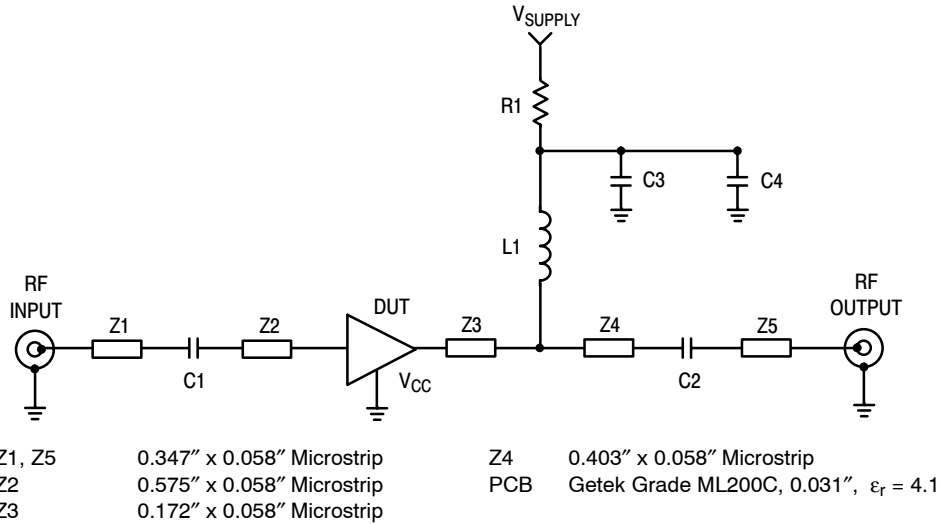 V_SUPPLY
R1
C3
C4
L1
RF
INPUT
Z1
C1
Z2
DUT
V_CC
Z3
Z4
C2
Z5
RF
OUTPUT
Z1, Z5 0.347″ x 0.058″ Microstrip
Z2 0.575″ x 0.058″ Microstrip
Z3 0.172″ x 0.058″ Microstrip
Z4 0.403″ x 0.058″ Microstrip
PCB Getek Grade ML200C, 0.031″, εr = 4.1